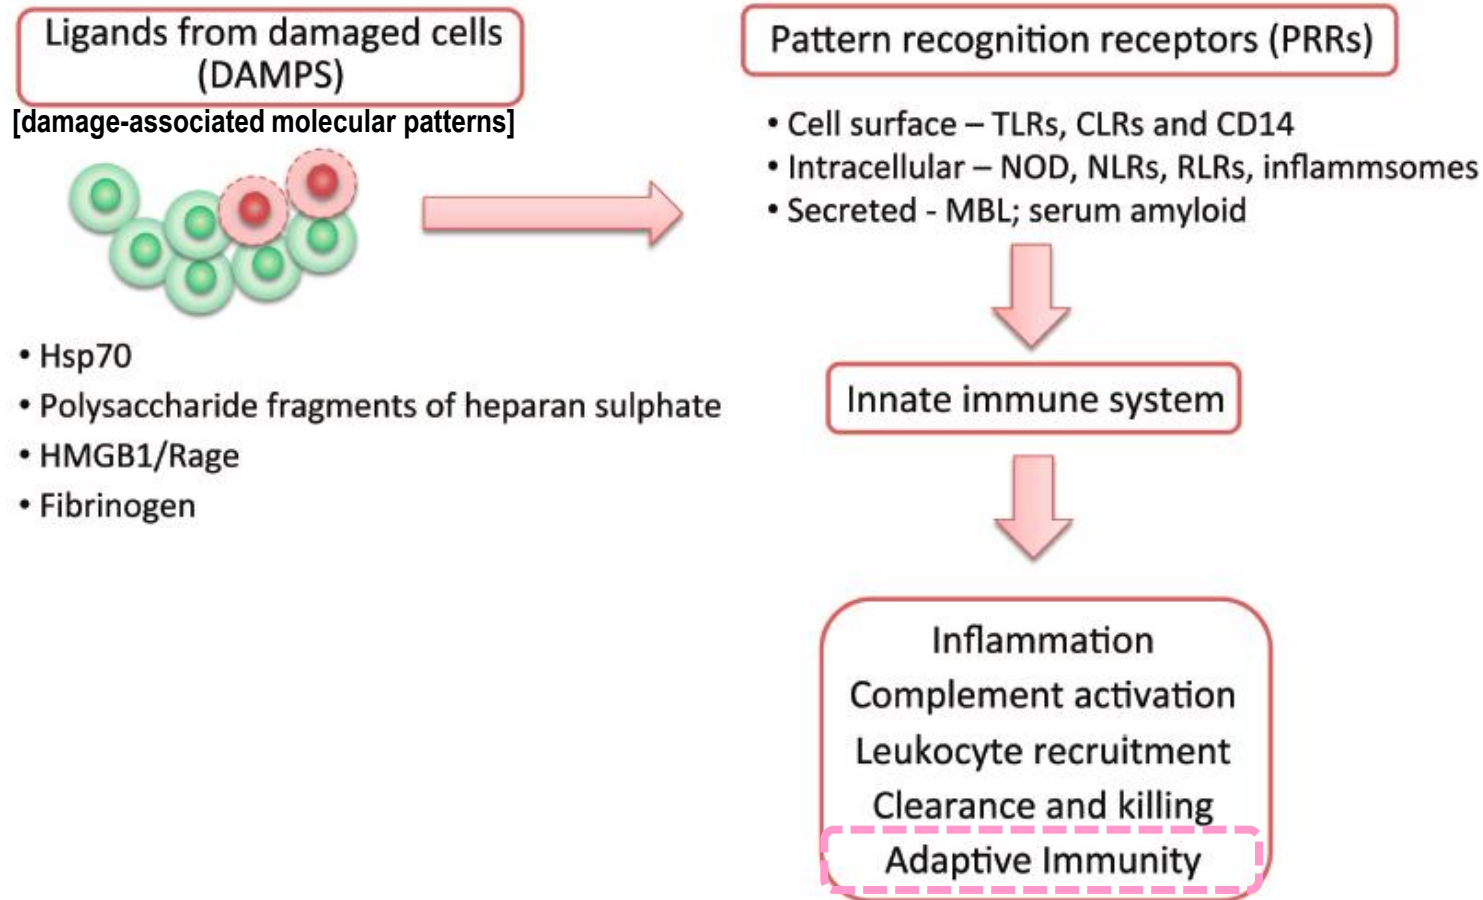 Ligands from damaged cells
(DAMPS)
[damage-associated molecular patterns]
• Hsp70
• Polysaccharide fragments of heparan sulphate
• HMGB1/Rage
• Fibrinogen
Pattern recognition receptors (PRRs)
• Cell surface – TLRs, CLRs and CD14
• Intracellular – NOD, NLRs, RLRs, inflammsomes
• Secreted - MBL; serum amyloid
Innate immune system
Inflammation
Complement activation
Leukocyte recruitment
Clearance and killing
Adaptive Immunity